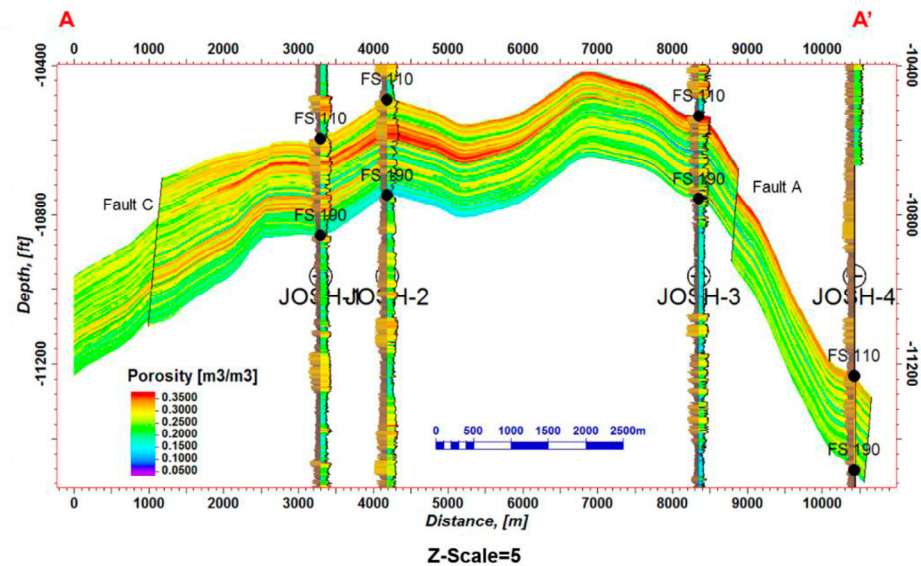 A
A'
0 1000 2000 3000 4000 5000 6000 7000 8000 9000 10000
-10400
-10400
FS 110
FS 110
FS 110
Fault C
FS 190
FS 190
Fault A
-10800
-10800
FS 190
Depth, [ft]
JOSH-1
JOSH-2
JOSH-3
JOSH-4
-11200
-11200
FS 110
Porosity [m3/m3]
0.3500
0.3000
0.2500
0.2000
0.1500
0.1000
0.0500
0 500 1000 1500 2000 2500m
FS 190
0 1000 2000 3000 4000 5000 6000 7000 8000 9000 10000
Distance, [m]
Z-Scale=5